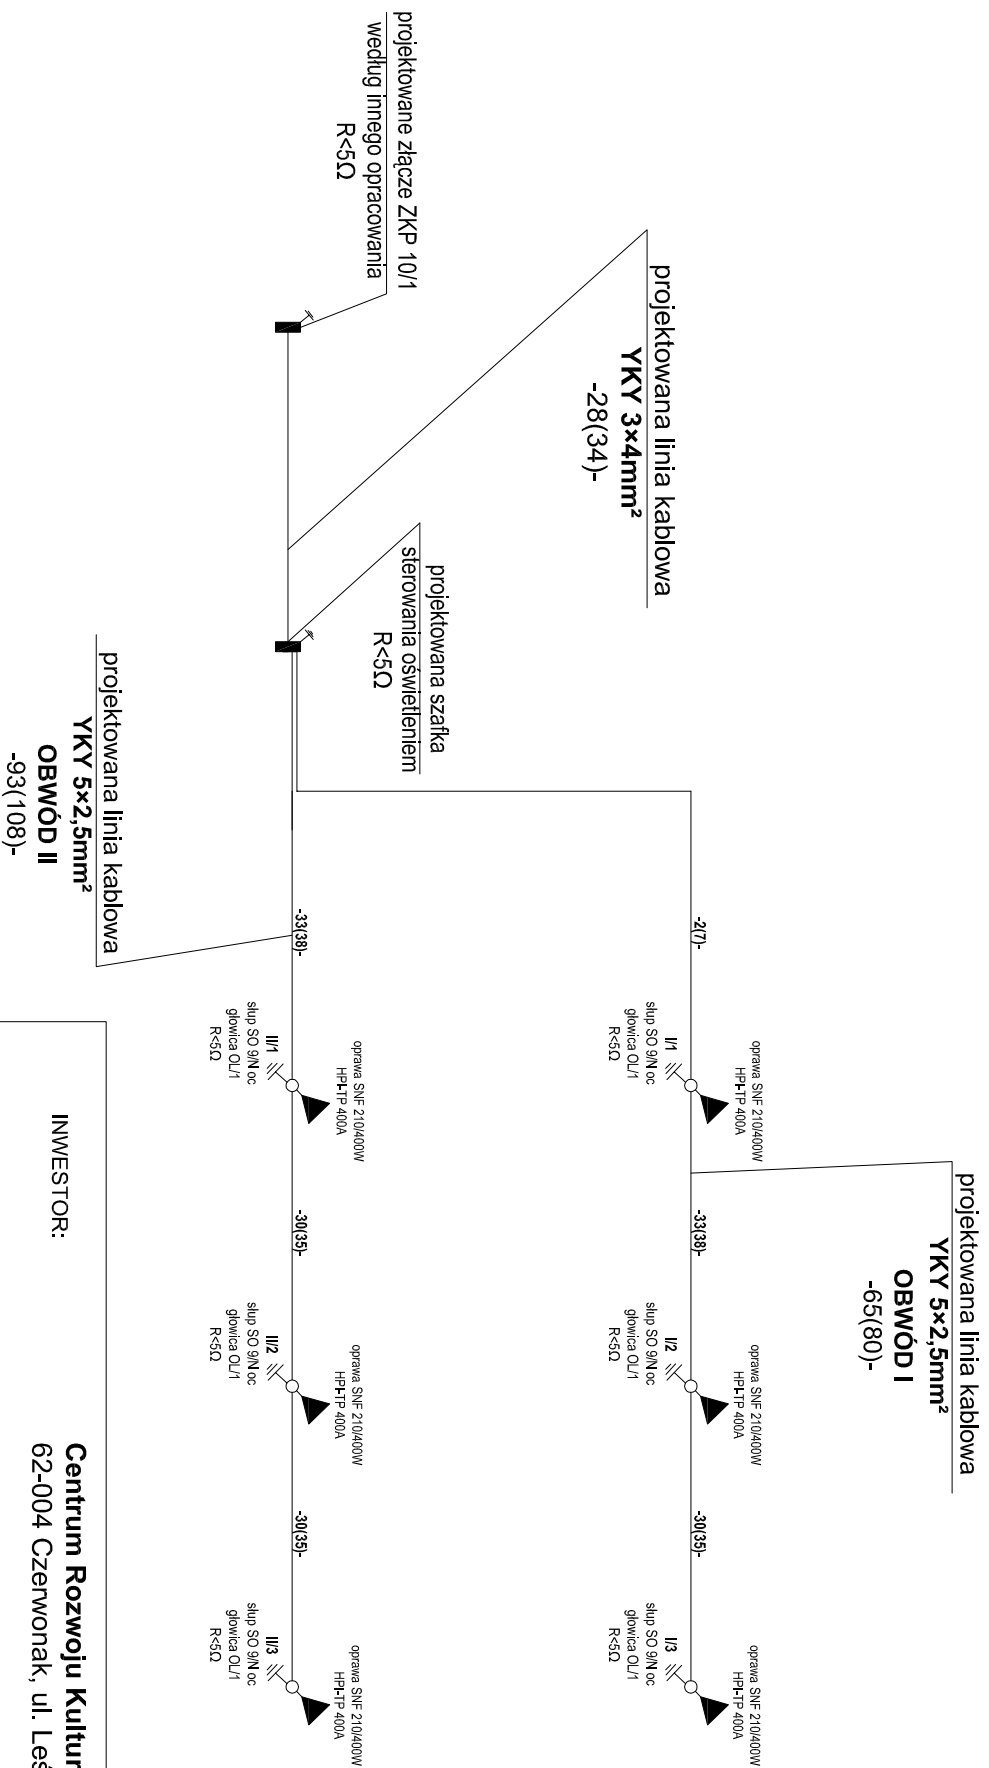 projektowane złącze ZKP 10/1
według innego opracowania
R<5Ω
projektowana linia kablowa
YKY 3×4mm²
-28(34)-
projektowana szafka
sterowania oświetleniem
R<5Ω
projektowana linia kablowa
YKY 5×2,5mm²
OBWÓD II
-93(108)-
projektowana linia kablowa
YKY 5×2,5mm²
OBWÓD I
-65(80)-
-2(7)-
oprawa SNF 210/400W
HPI-TP 400A
I/1
słup SO 9/N oc
głowica OL/1
R<5Ω
-33(38)-
oprawa SNF 210/400W
HPI-TP 400A
I/2
słup SO 9/N oc
głowica OL/1
R<5Ω
-30(35)-
oprawa SNF 210/400W
HPI-TP 400A
I/3
słup SO 9/N oc
głowica OL/1
R<5Ω
-33(38)-
oprawa SNF 210/400W
HPI-TP 400A
II/1
słup SO 9/N oc
głowica OL/1
R<5Ω
-30(35)-
oprawa SNF 210/400W
HPI-TP 400A
II/2
słup SO 9/N oc
głowica OL/1
R<5Ω
-30(35)-
oprawa SNF 210/400W
HPI-TP 400A
II/3
słup SO 9/N oc
głowica OL/1
R<5Ω
INWESTOR:
Centrum Rozwoju Kultur
62-004 Czerwonak, ul. Leś